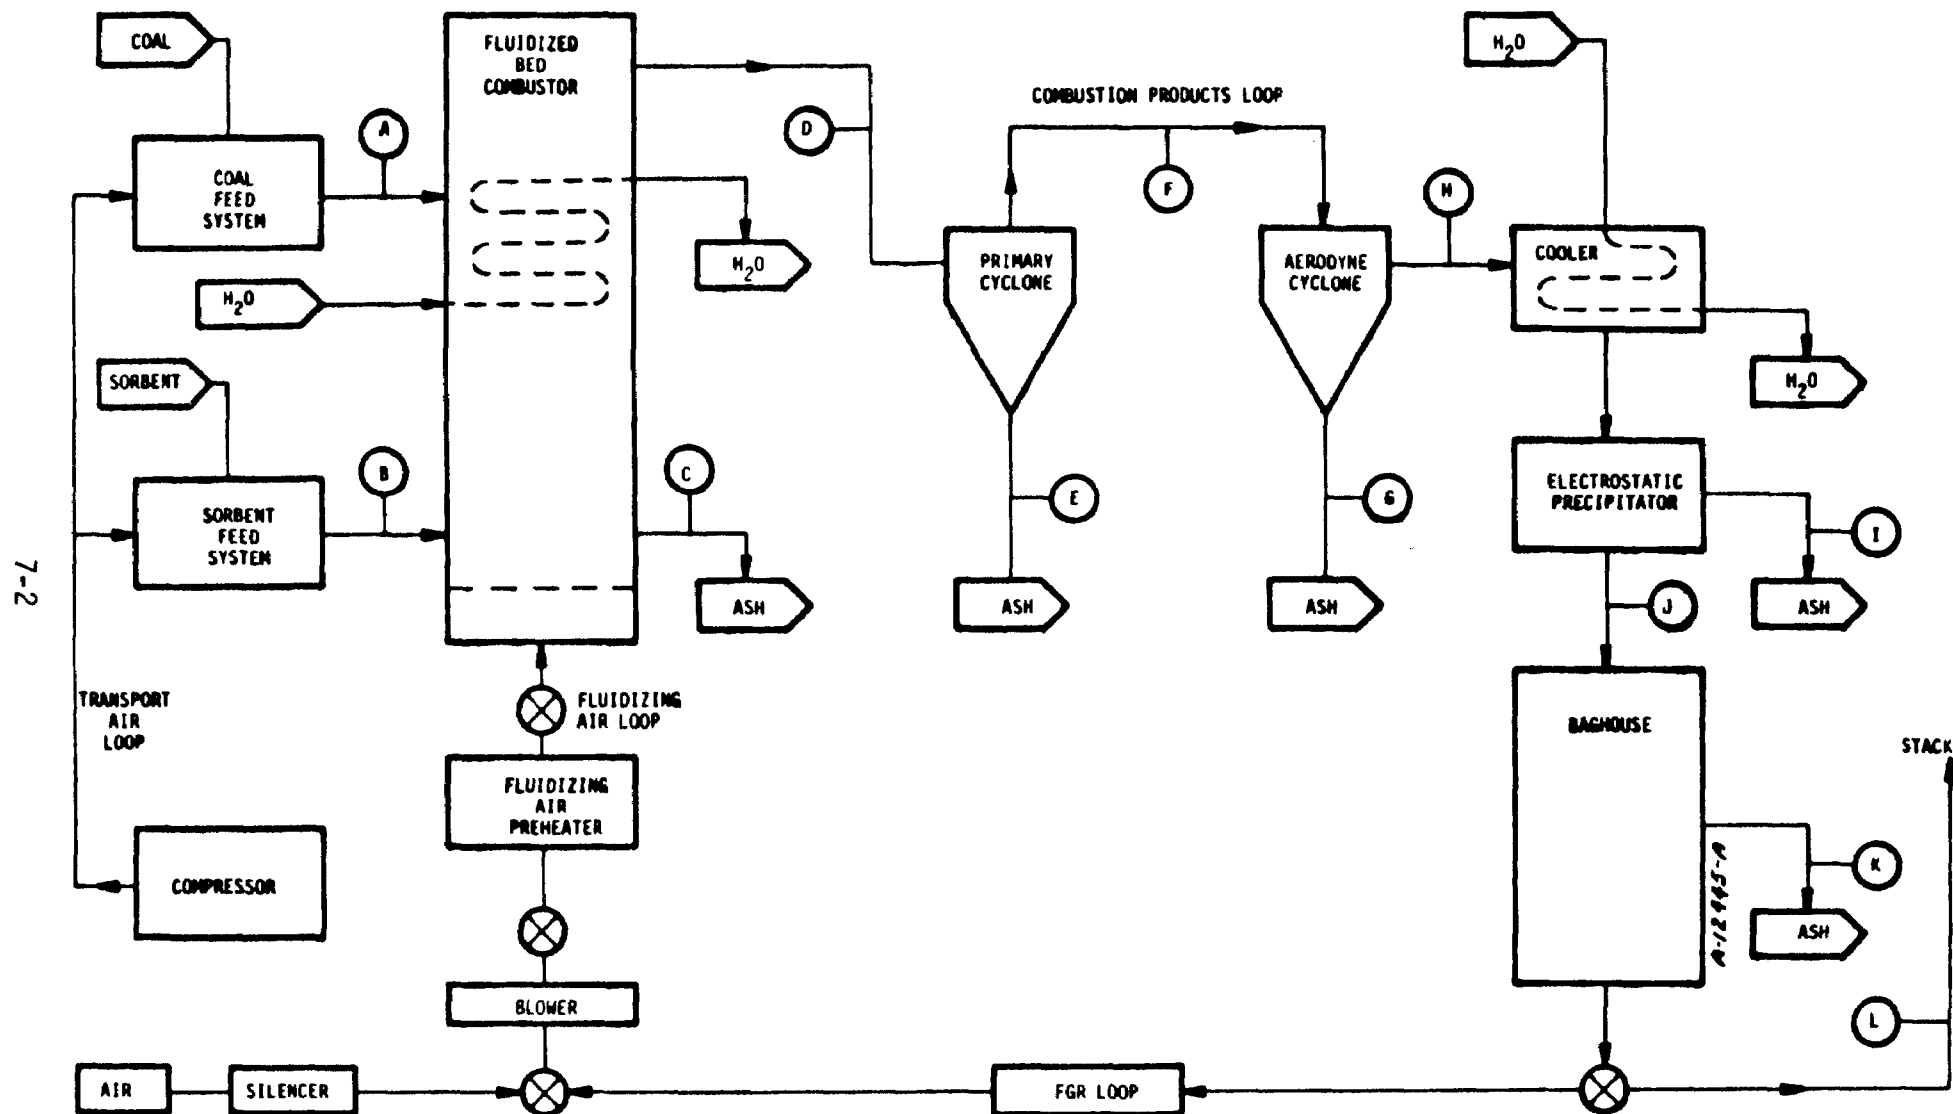 COAL
FLUIDIZED
BED
COMBUSTOR
H2O
COMBUSTION PRODUCTS LOOP
A
D
F
H
COAL
FEED
SYSTEM
H2O
H2O
PRIMARY
CYCLONE
AERODYNE
CYCLONE
COOLER
H2O
SORBENT
B
C
E
G
ELECTROSTATIC
PRECIPITATOR
I
SORBENT
FEED
SYSTEM
ASH
ASH
ASH
ASH
J
7-2
TRANSPORT
AIR
LOOP
FLUIDIZING
AIR LOOP
BAGHOUSE
STACK
FLUIDIZING
AIR
PREHEATER
COMPRESSOR
K
A-12445-A
ASH
BLOWER
L
AIR
SILENCER
FGR LOOP